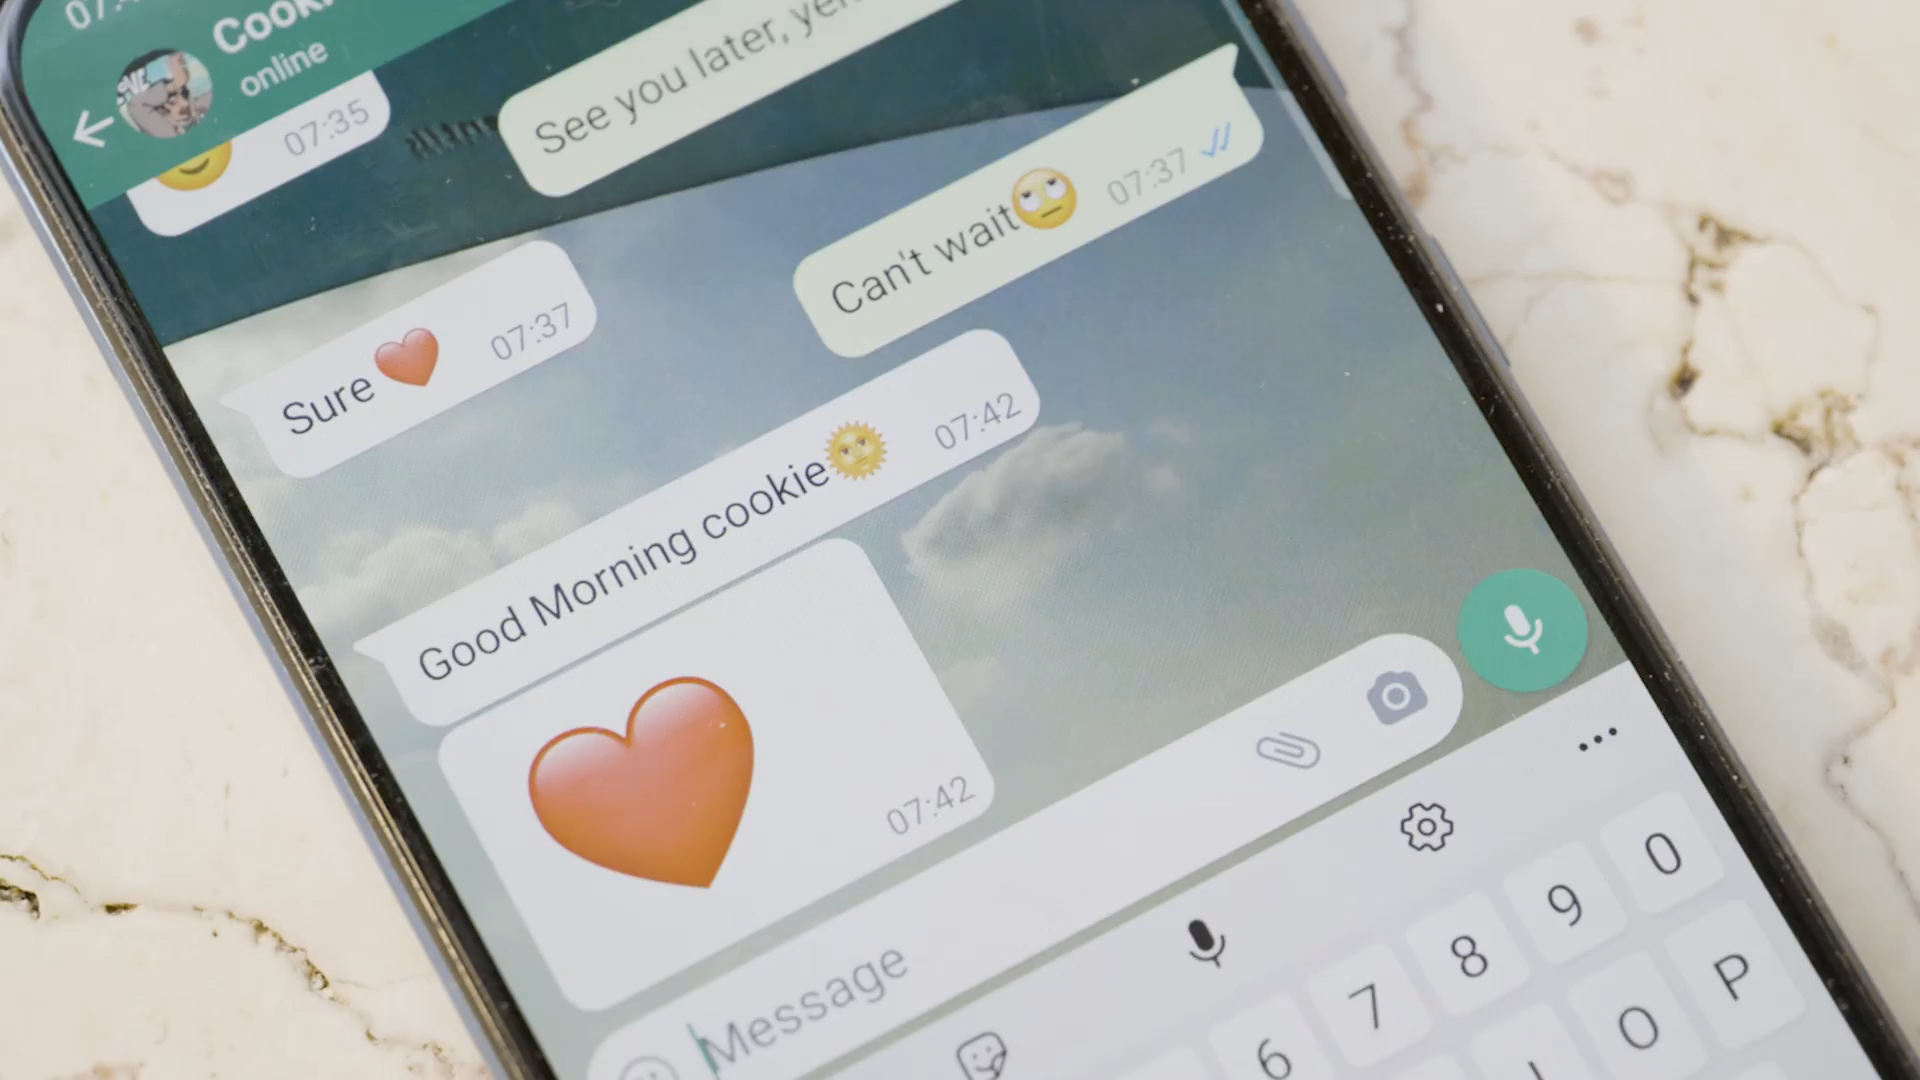 online
07:35
See you later,
Sure ❤️ 07:37
Can't wait🙄 07:37
Good Morning cookie🌞 07:42
❤️ 07:42
Message
6 7 8 9 0
O P